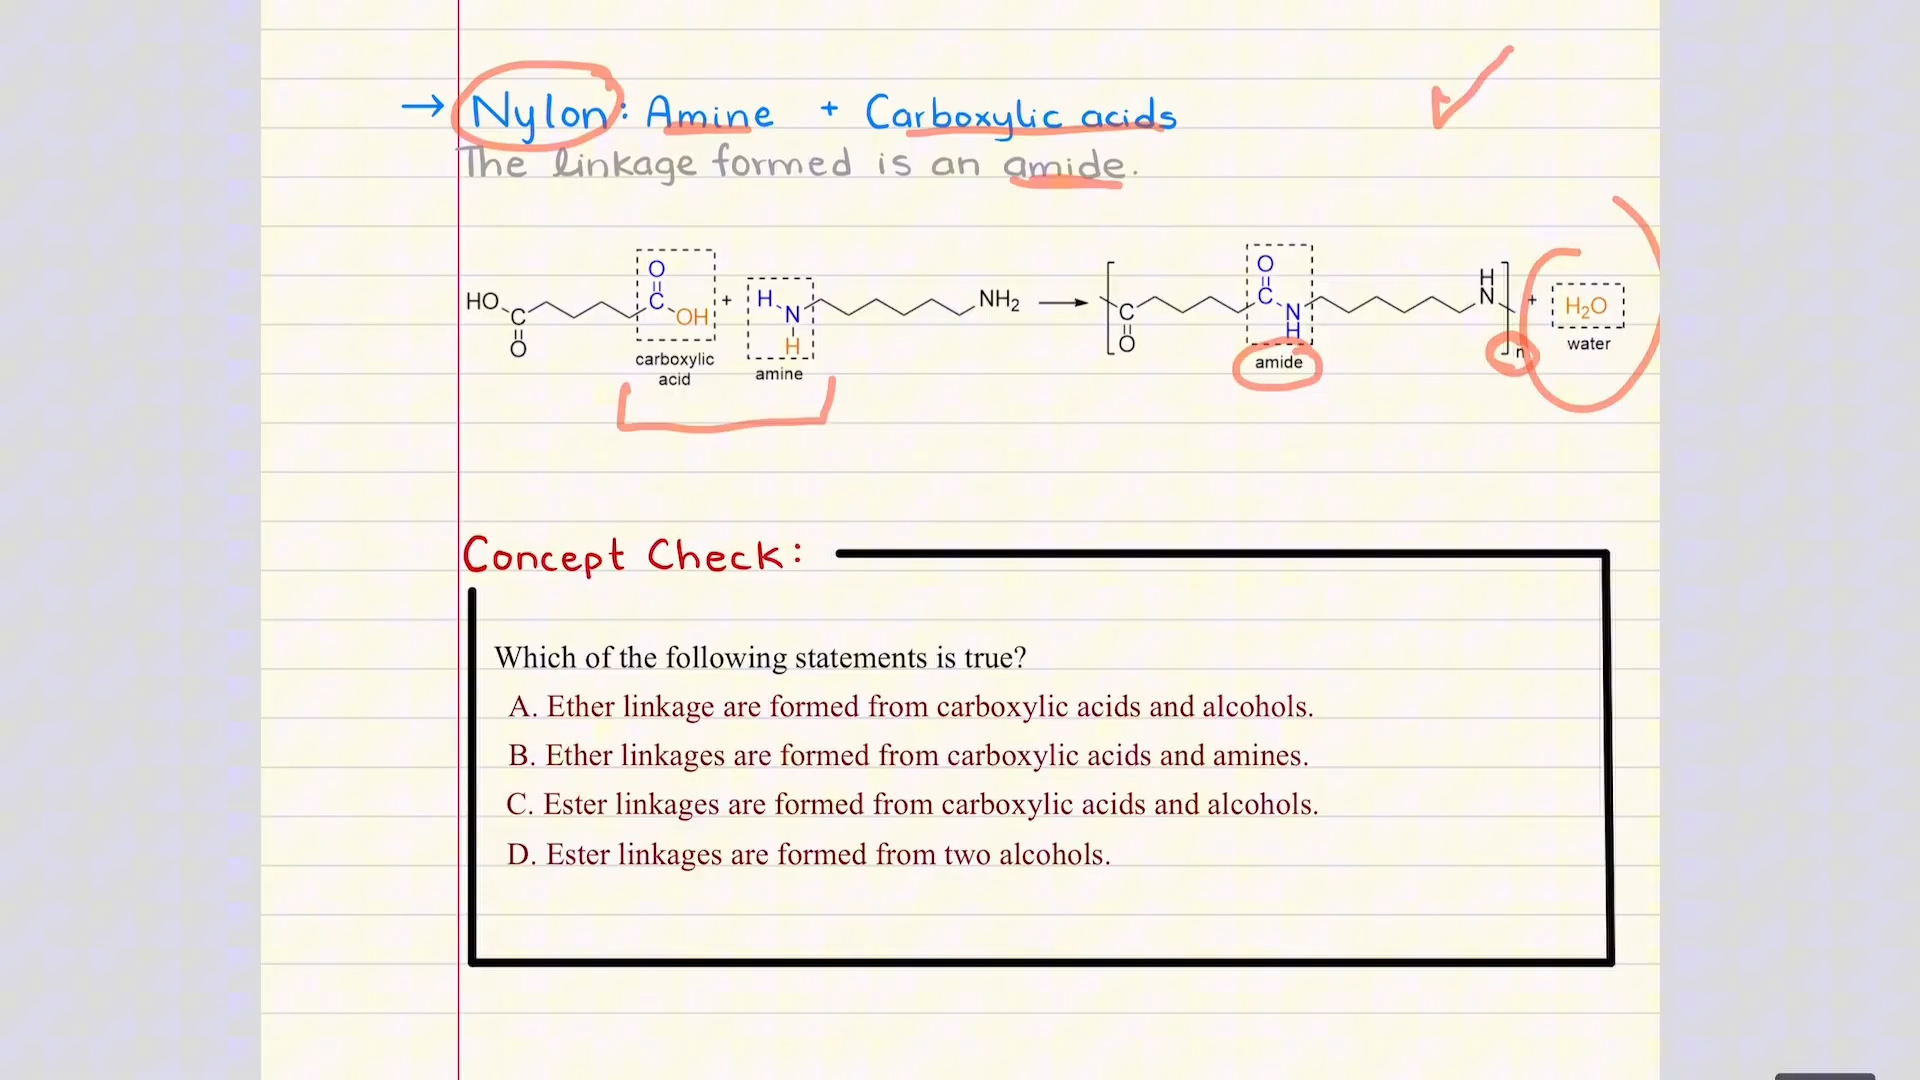 → Nylon: Amine + Carboxylic acids
The linkage formed is an amide.
HO C O O C OH + H N H NH2 → C O O C N H H N n + H2O
carboxylic acid amine amide water
Concept Check:
Which of the following statements is true?
A. Ether linkage are formed from carboxylic acids and alcohols.
B. Ether linkages are formed from carboxylic acids and amines.
C. Ester linkages are formed from carboxylic acids and alcohols.
D. Ester linkages are formed from two alcohols.